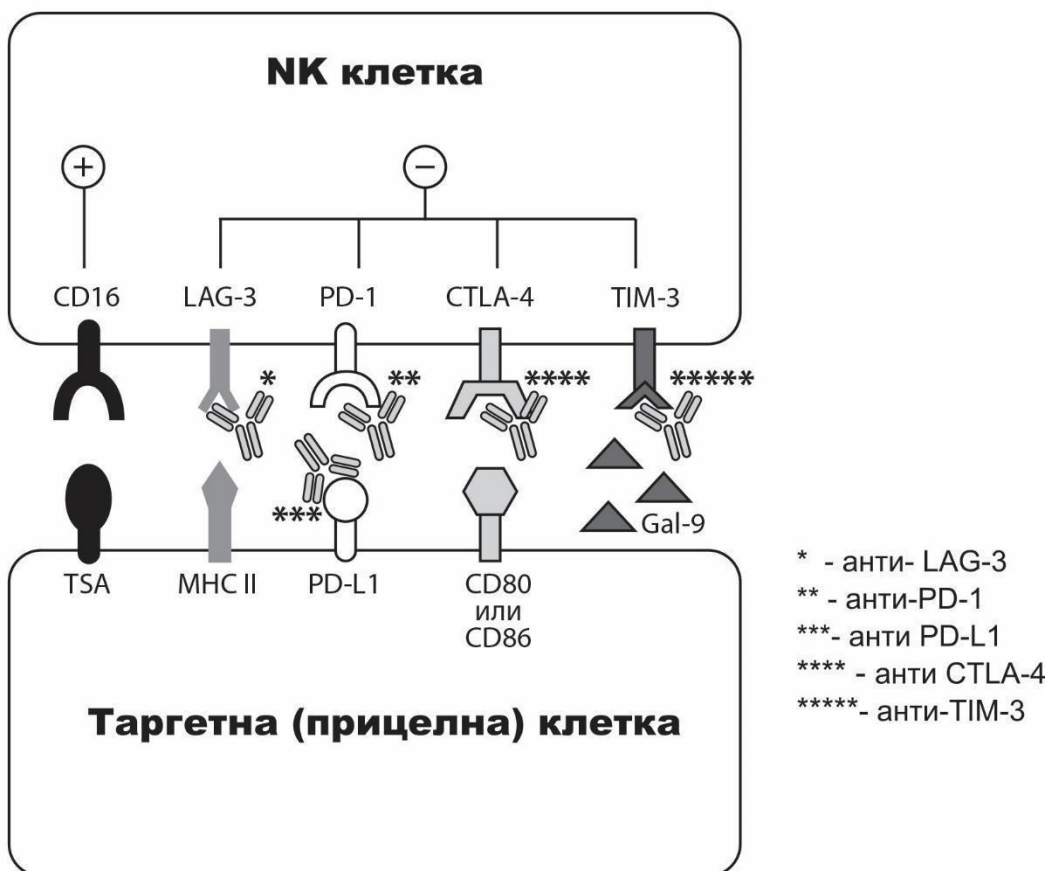 NK клетка
+
−
CD16 LAG-3 PD-1 CTLA-4 TIM-3
* ** **** *****
***
Gal-9
TSA MHC II PD-L1 CD80
или
CD86
Таргетна (прицелна) клетка
* - анти- LAG-3
** - анти-PD-1
***- анти PD-L1
**** - анти CTLA-4
*****- анти-TIM-3